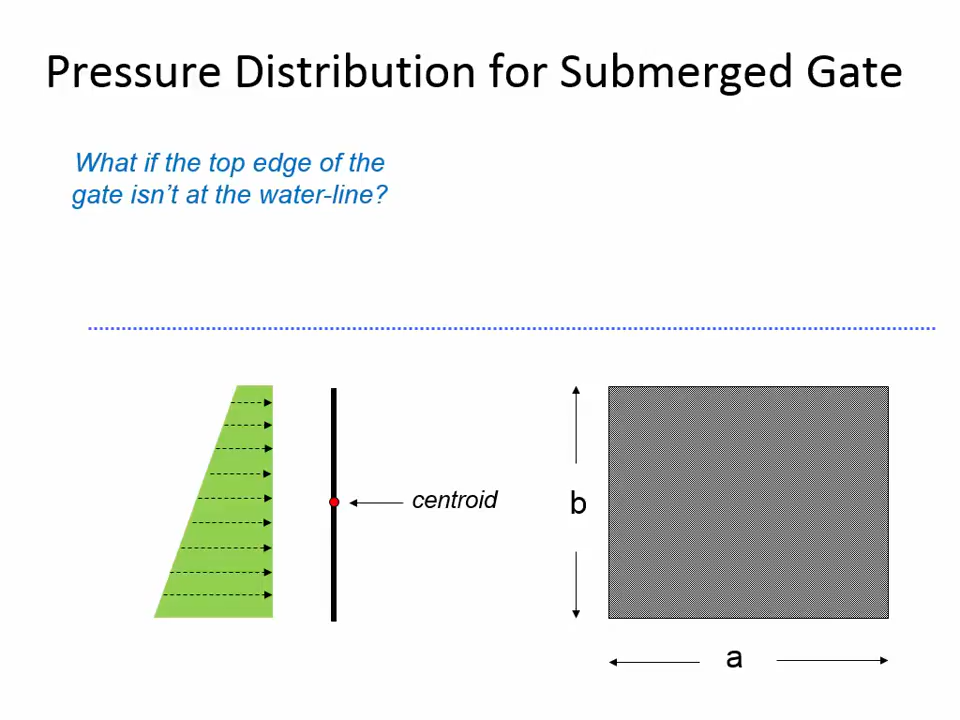 Pressure Distribution for Submerged Gate
What if the top edge of the
gate isn’t at the water-line?
centroid
b
a